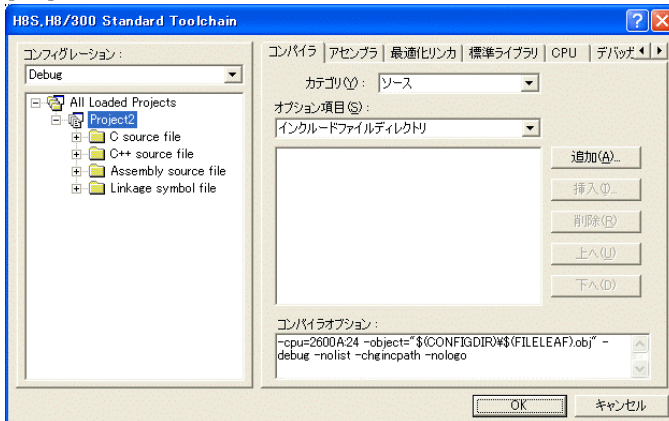 H8S,H8/300 Standard Toolchain
コンフィグレーション :
Debug
All Loaded Projects
Project2
C source file
C++ source file
Assembly source file
Linkage symbol file
コンパイラ アセンブラ 最適化リンカ 標準ライブラリ CPU デバッガ
カテゴリ(Y) : ソース
オプション項目(S) :
インクルードファイルディレクトリ
追加(A)...
挿入(I)...
削除(R)
上へ(U)
下へ(D)
コンパイラオプション :
-cpu=2600A:24 -object="$(CONFIGDIR)¥$(FILELEAF).obj" -
debug -nolist -chgincpath -nologo
OK キャンセル